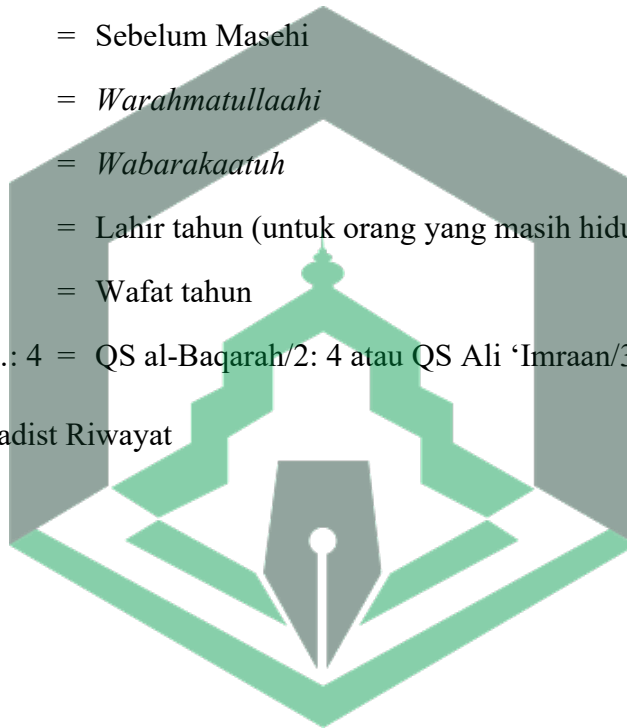 = Sebelum Masehi
= Warahmatullaahi
= Wabarakaatuh
= Lahir tahun (untuk orang yang masih hidu
= Wafat tahun
.: 4 = QS al-Baqarah/2: 4 atau QS Ali ‘Imraan/3
adist Riwayat